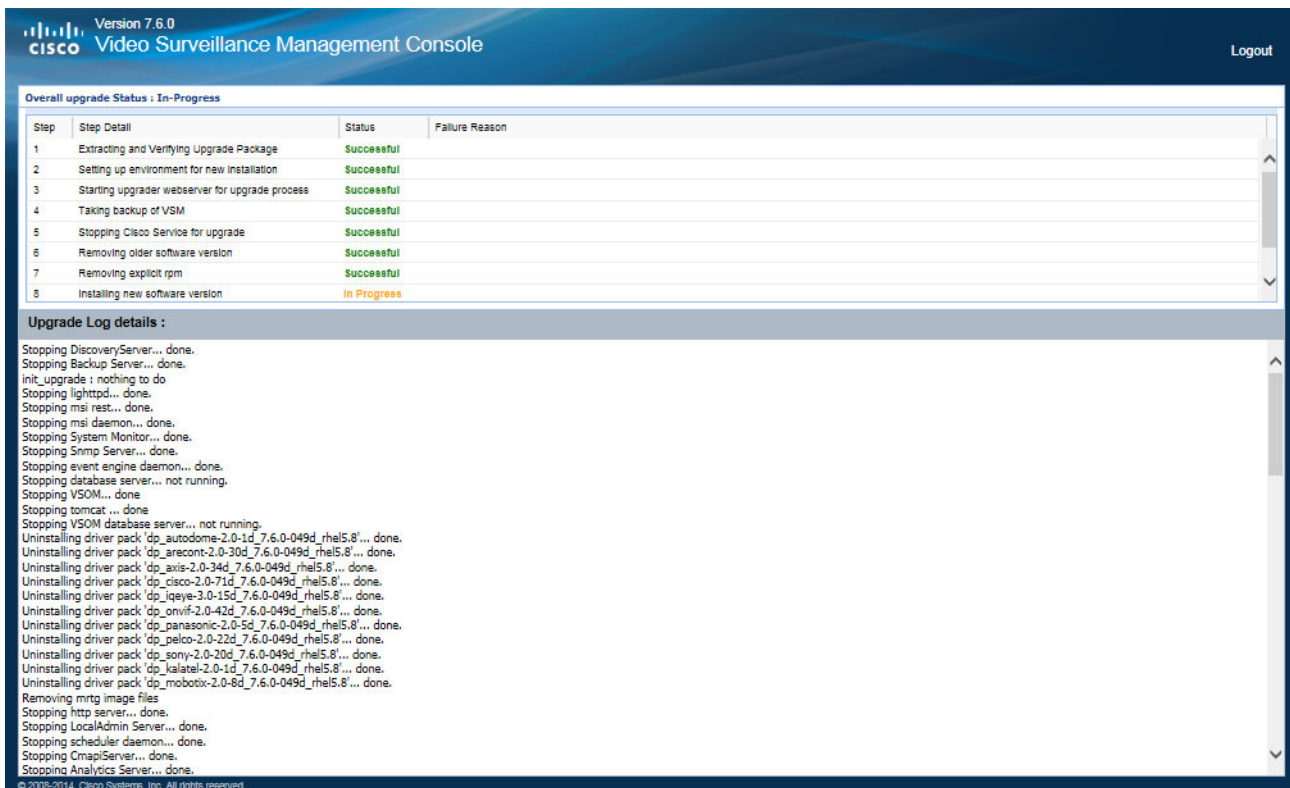 Version 7.6.0
CISCO Video Surveillance Management Console
Logout
Overall upgrade Status : In-Progress
Step Step Detail Status Failure Reason
1 Extracting and Verifying Upgrade Package Successful
2 Setting up environment for new installation Successful
3 Starting upgrader webserver for upgrade process Successful
4 Taking backup of VSM Successful
5 Stopping Cisco Service for upgrade Successful
6 Removing older software version Successful
7 Removing explicit rpm Successful
8 Installing new software version In Progress
Upgrade Log details :
Stopping DiscoveryServer... done.
Stopping Backup Server... done.
init_upgrade : nothing to do
Stopping lighttpd... done.
Stopping msi rest... done.
Stopping msi daemon... done.
Stopping System Monitor... done.
Stopping Snmp Server... done.
Stopping event engine daemon... done.
Stopping database server... not running.
Stopping VSOM... done
Stopping tomcat ... done
Stopping VSOM database server... not running.
Uninstalling driver pack 'dp_autodome-2.0-1d_7.6.0-049d_rhel5.8'... done.
Uninstalling driver pack 'dp_arecont-2.0-30d_7.6.0-049d_rhel5.8'... done.
Uninstalling driver pack 'dp_axis-2.0-34d_7.6.0-049d_rhel5.8'... done.
Uninstalling driver pack 'dp_cisco-2.0-71d_7.6.0-049d_rhel5.8'... done.
Uninstalling driver pack 'dp_iqeye-3.0-15d_7.6.0-049d_rhel5.8'... done.
Uninstalling driver pack 'dp_onvif-2.0-42d_7.6.0-049d_rhel5.8'... done.
Uninstalling driver pack 'dp_panasonic-2.0-5d_7.6.0-049d_rhel5.8'... done.
Uninstalling driver pack 'dp_pelco-2.0-22d_7.6.0-049d_rhel5.8'... done.
Uninstalling driver pack 'dp_sony-2.0-20d_7.6.0-049d_rhel5.8'... done.
Uninstalling driver pack 'dp_kalatel-2.0-1d_7.6.0-049d_rhel5.8'... done.
Uninstalling driver pack 'dp_mobotix-2.0-8d_7.6.0-049d_rhel5.8'... done.
Removing mrtg image files
Stopping http server... done.
Stopping LocalAdmin Server... done.
Stopping scheduler daemon... done.
Stopping CmapiServer... done.
Stopping Analytics Server... done.
© 2008-2014, Cisco Systems, Inc. All rights reserved